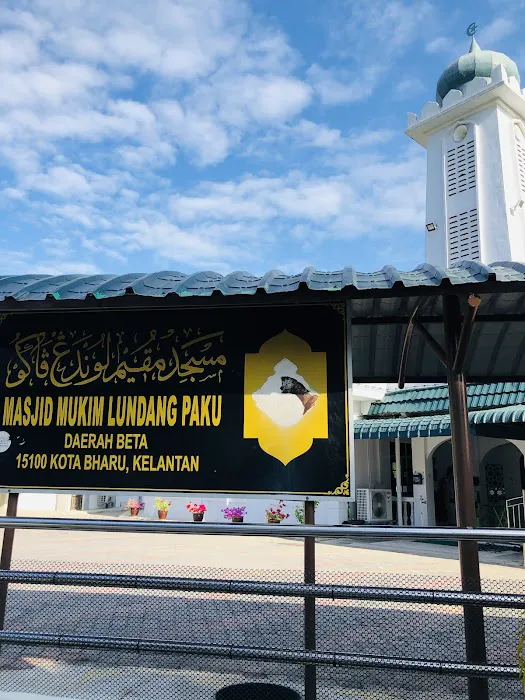 مسجد مقيم لوندڠ ڤاكو
MASJID MUKIM LUNDANG PAKU
DAERAH BETA
15100 KOTA BHARU, KELANTAN